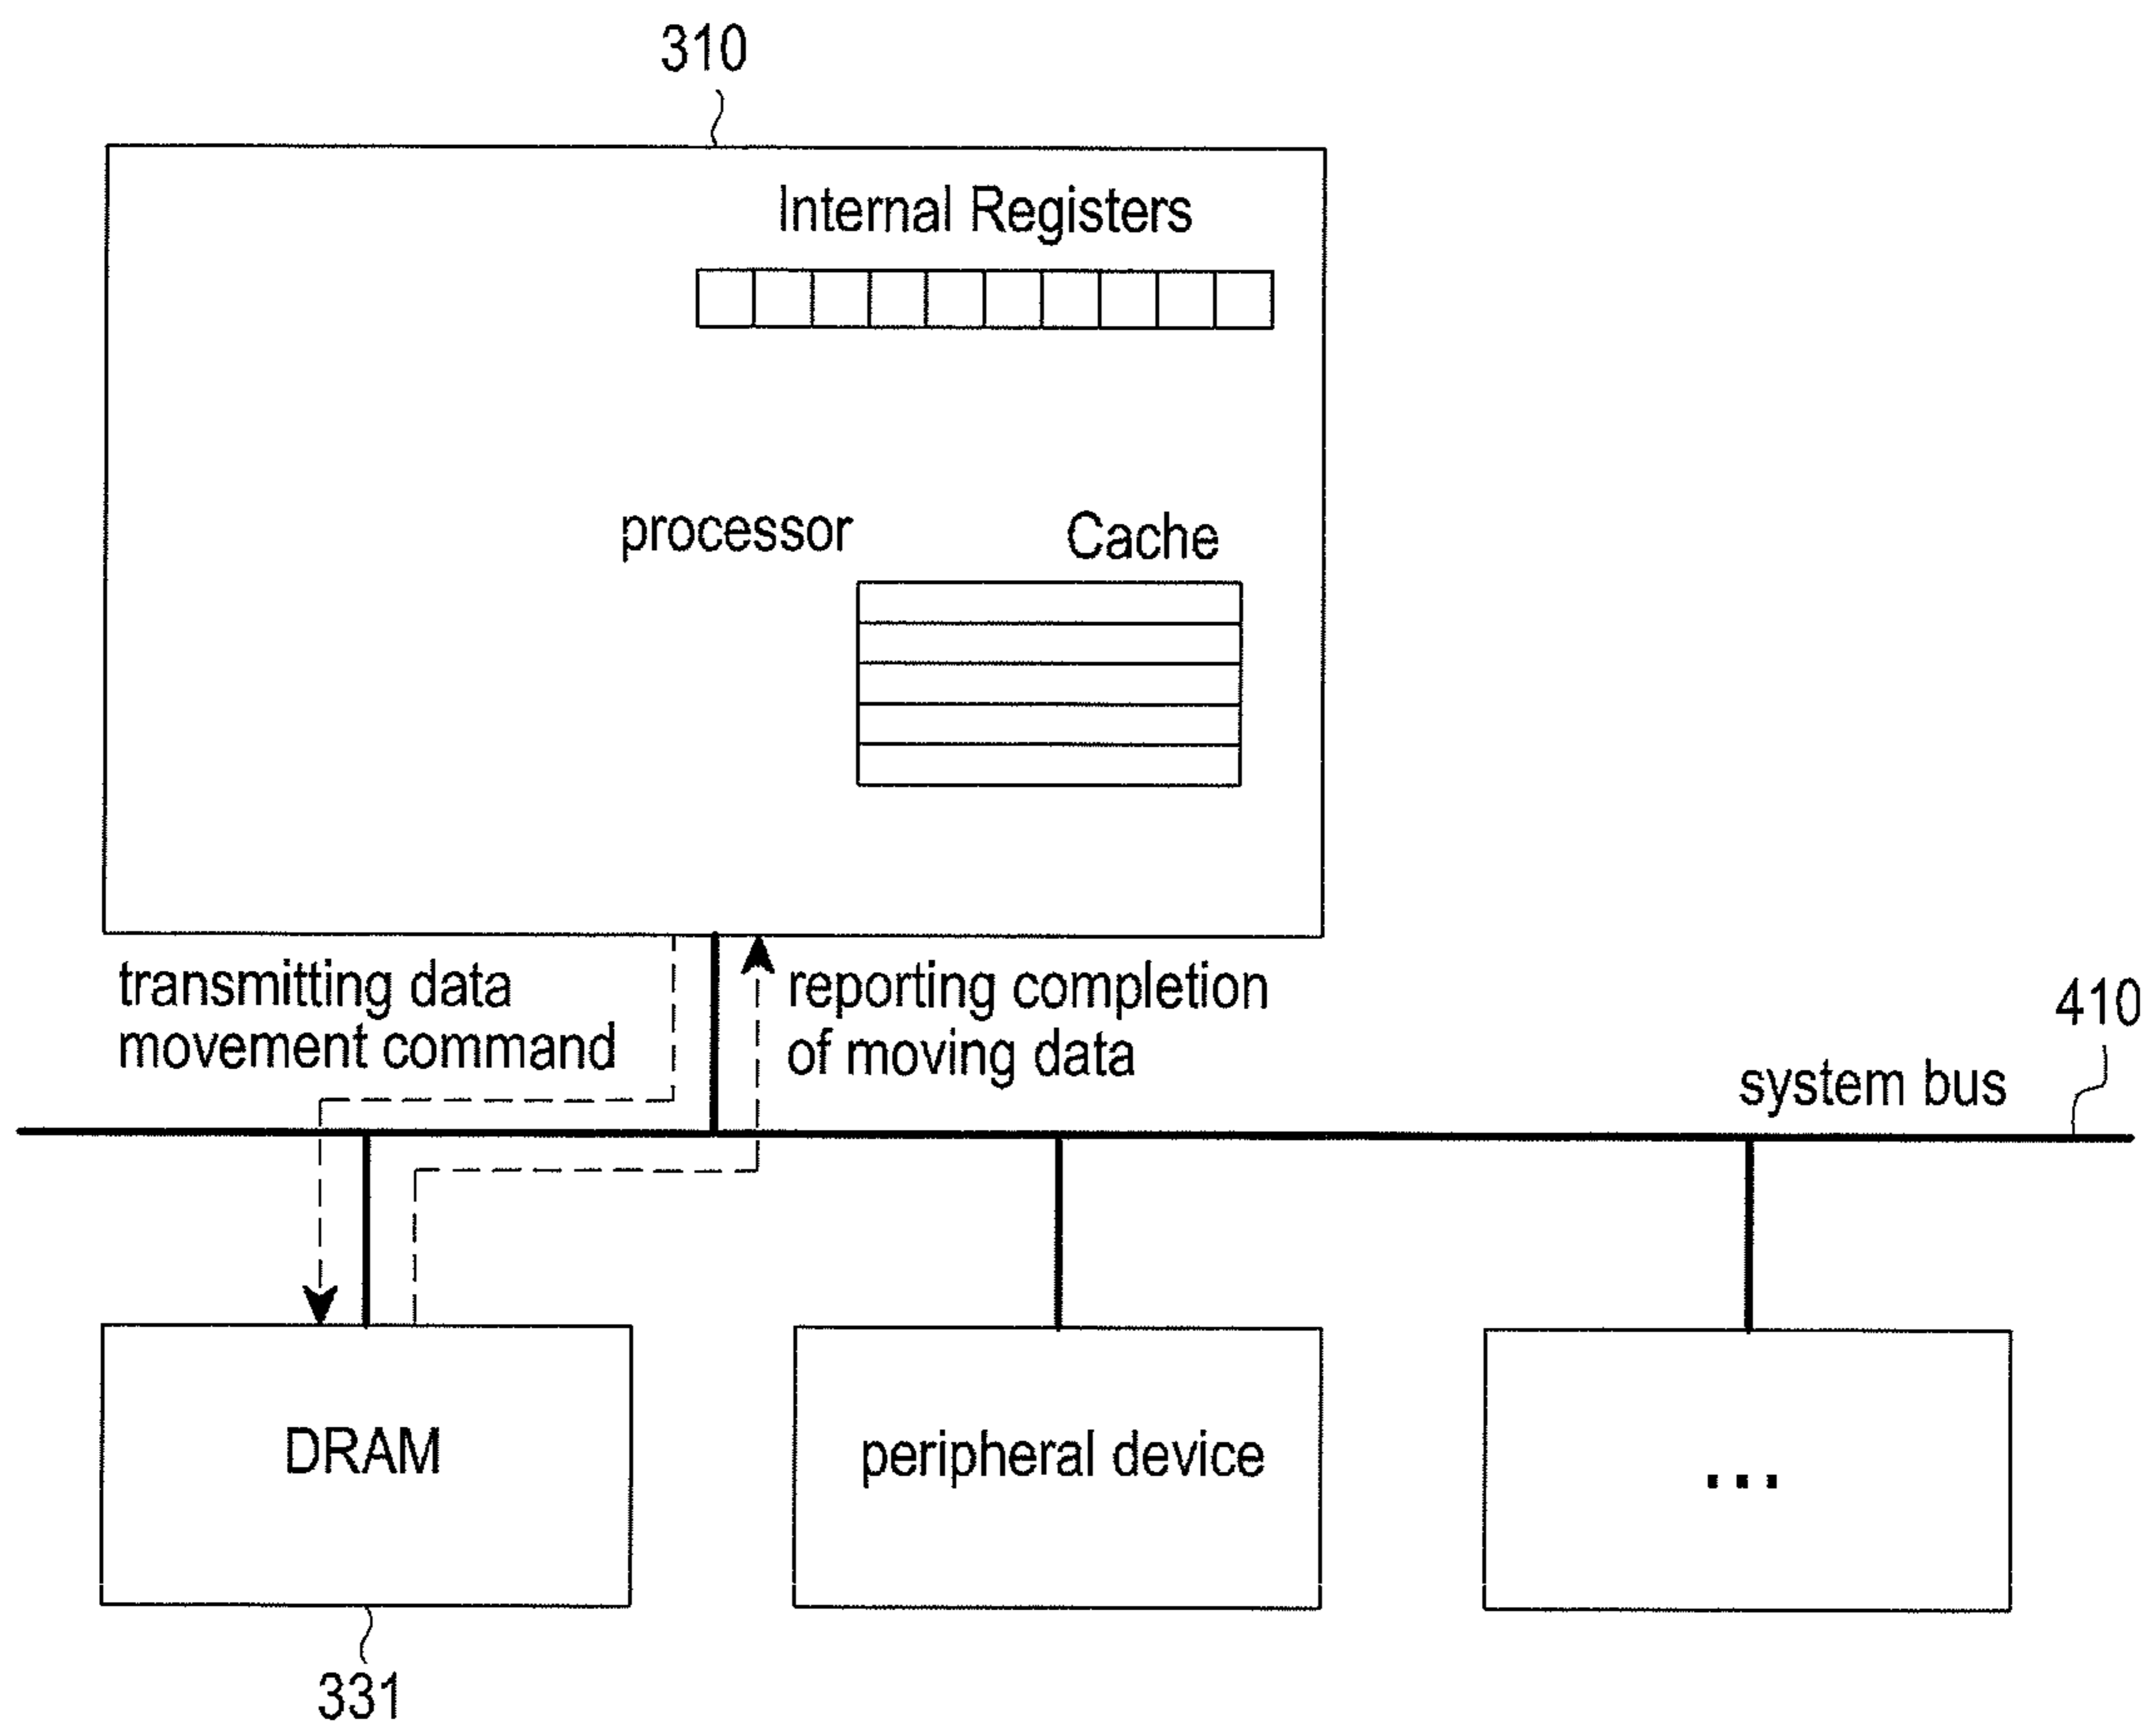 310
Internal Registers
processor
Cache
transmitting data
movement command
reporting completion
of moving data
410
system bus
DRAM
peripheral device
...
331